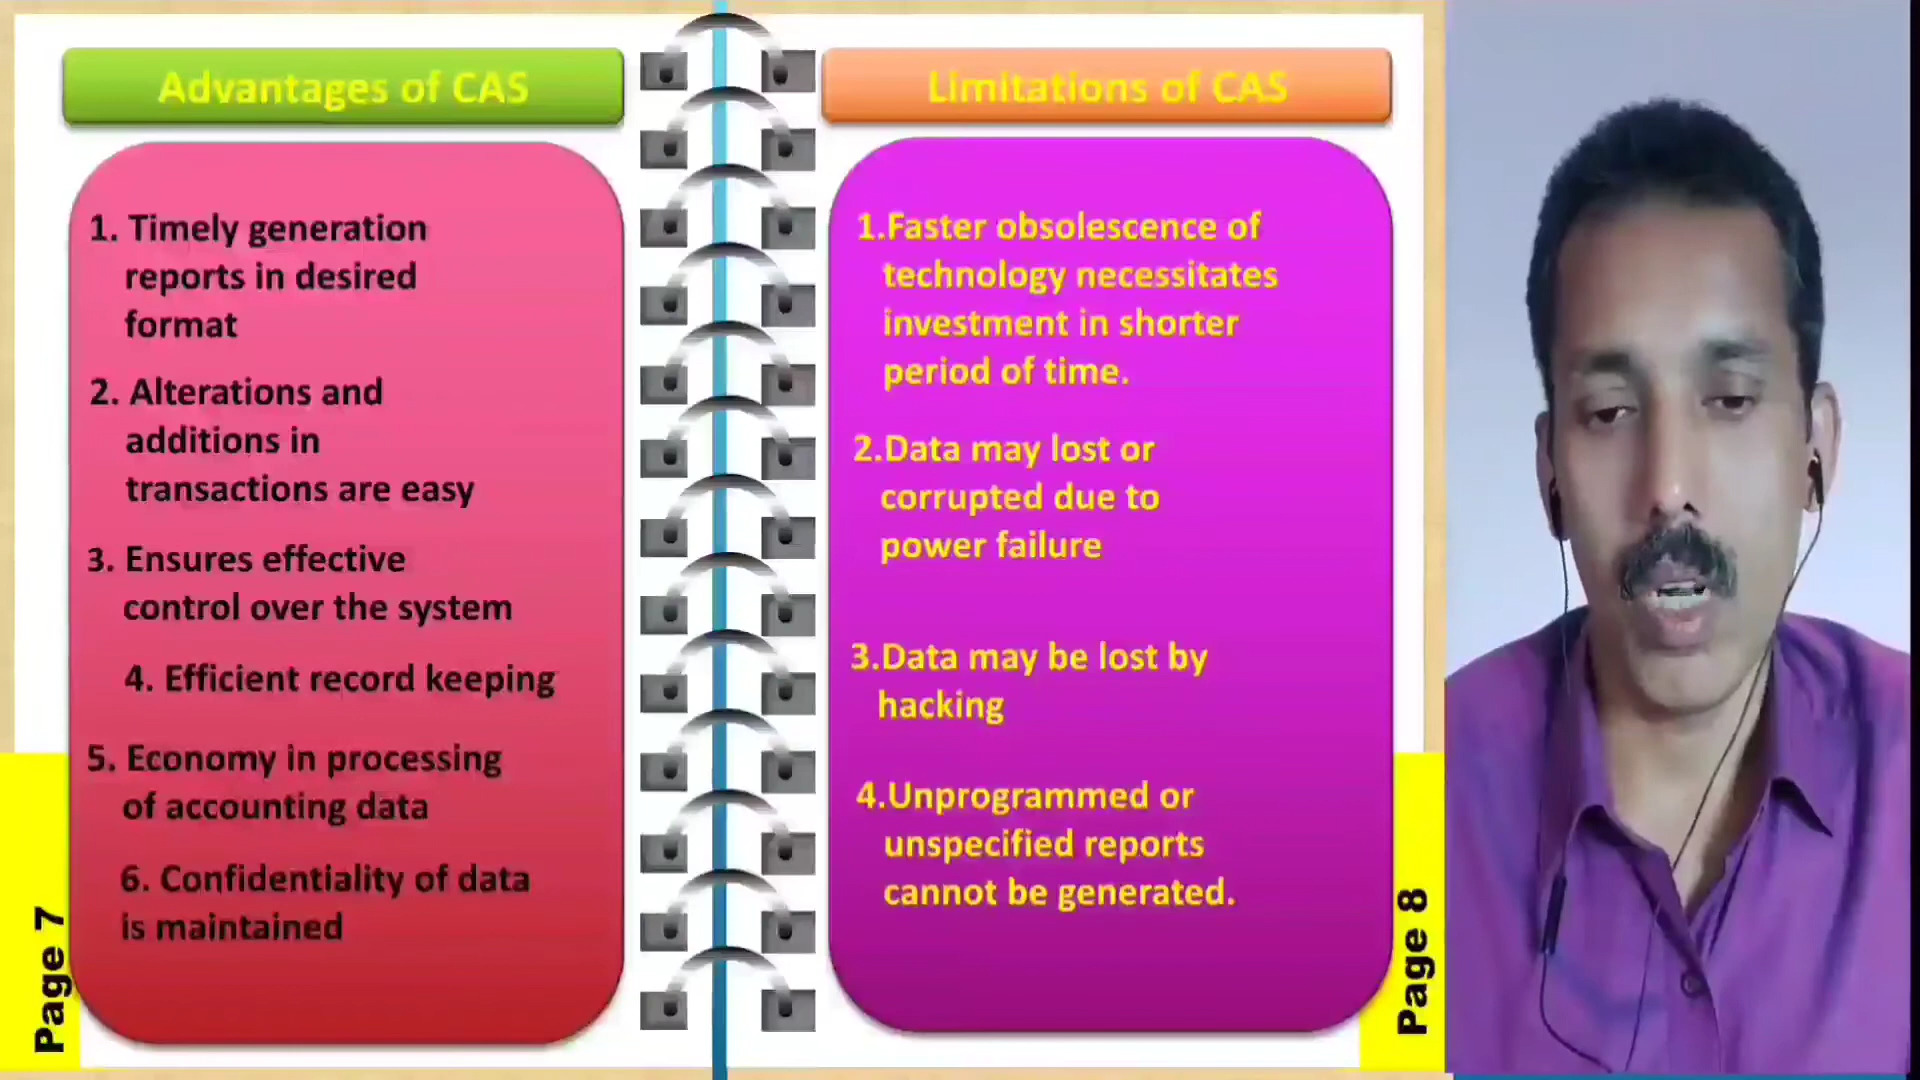 Advantages of CAS
1. Timely generation
reports in desired
format
2. Alterations and
additions in
transactions are easy
3. Ensures effective
control over the system
4. Efficient record keeping
5. Economy in processing
of accounting data
6. Confidentiality of data
is maintained
Page 7
Limitations of CAS
1.Faster obsolescence of
technology necessitates
investment in shorter
period of time.
2.Data may lost or
corrupted due to
power failure
3.Data may be lost by
hacking
4.Unprogrammed or
unspecified reports
cannot be generated.
Page 8